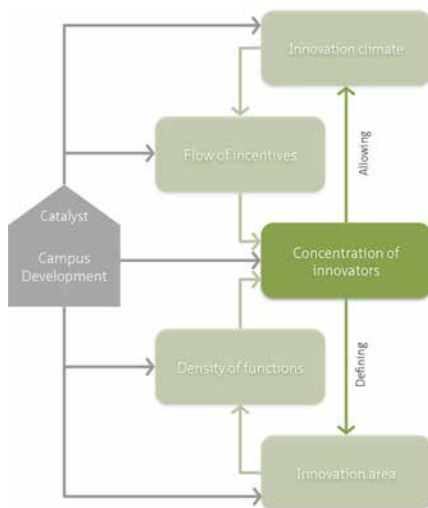 Innovation climate
Flow of incentives
Allowing
Catalyst
Campus
Development
Concentration of
innovators
Density of functions
Defining
Innovation area